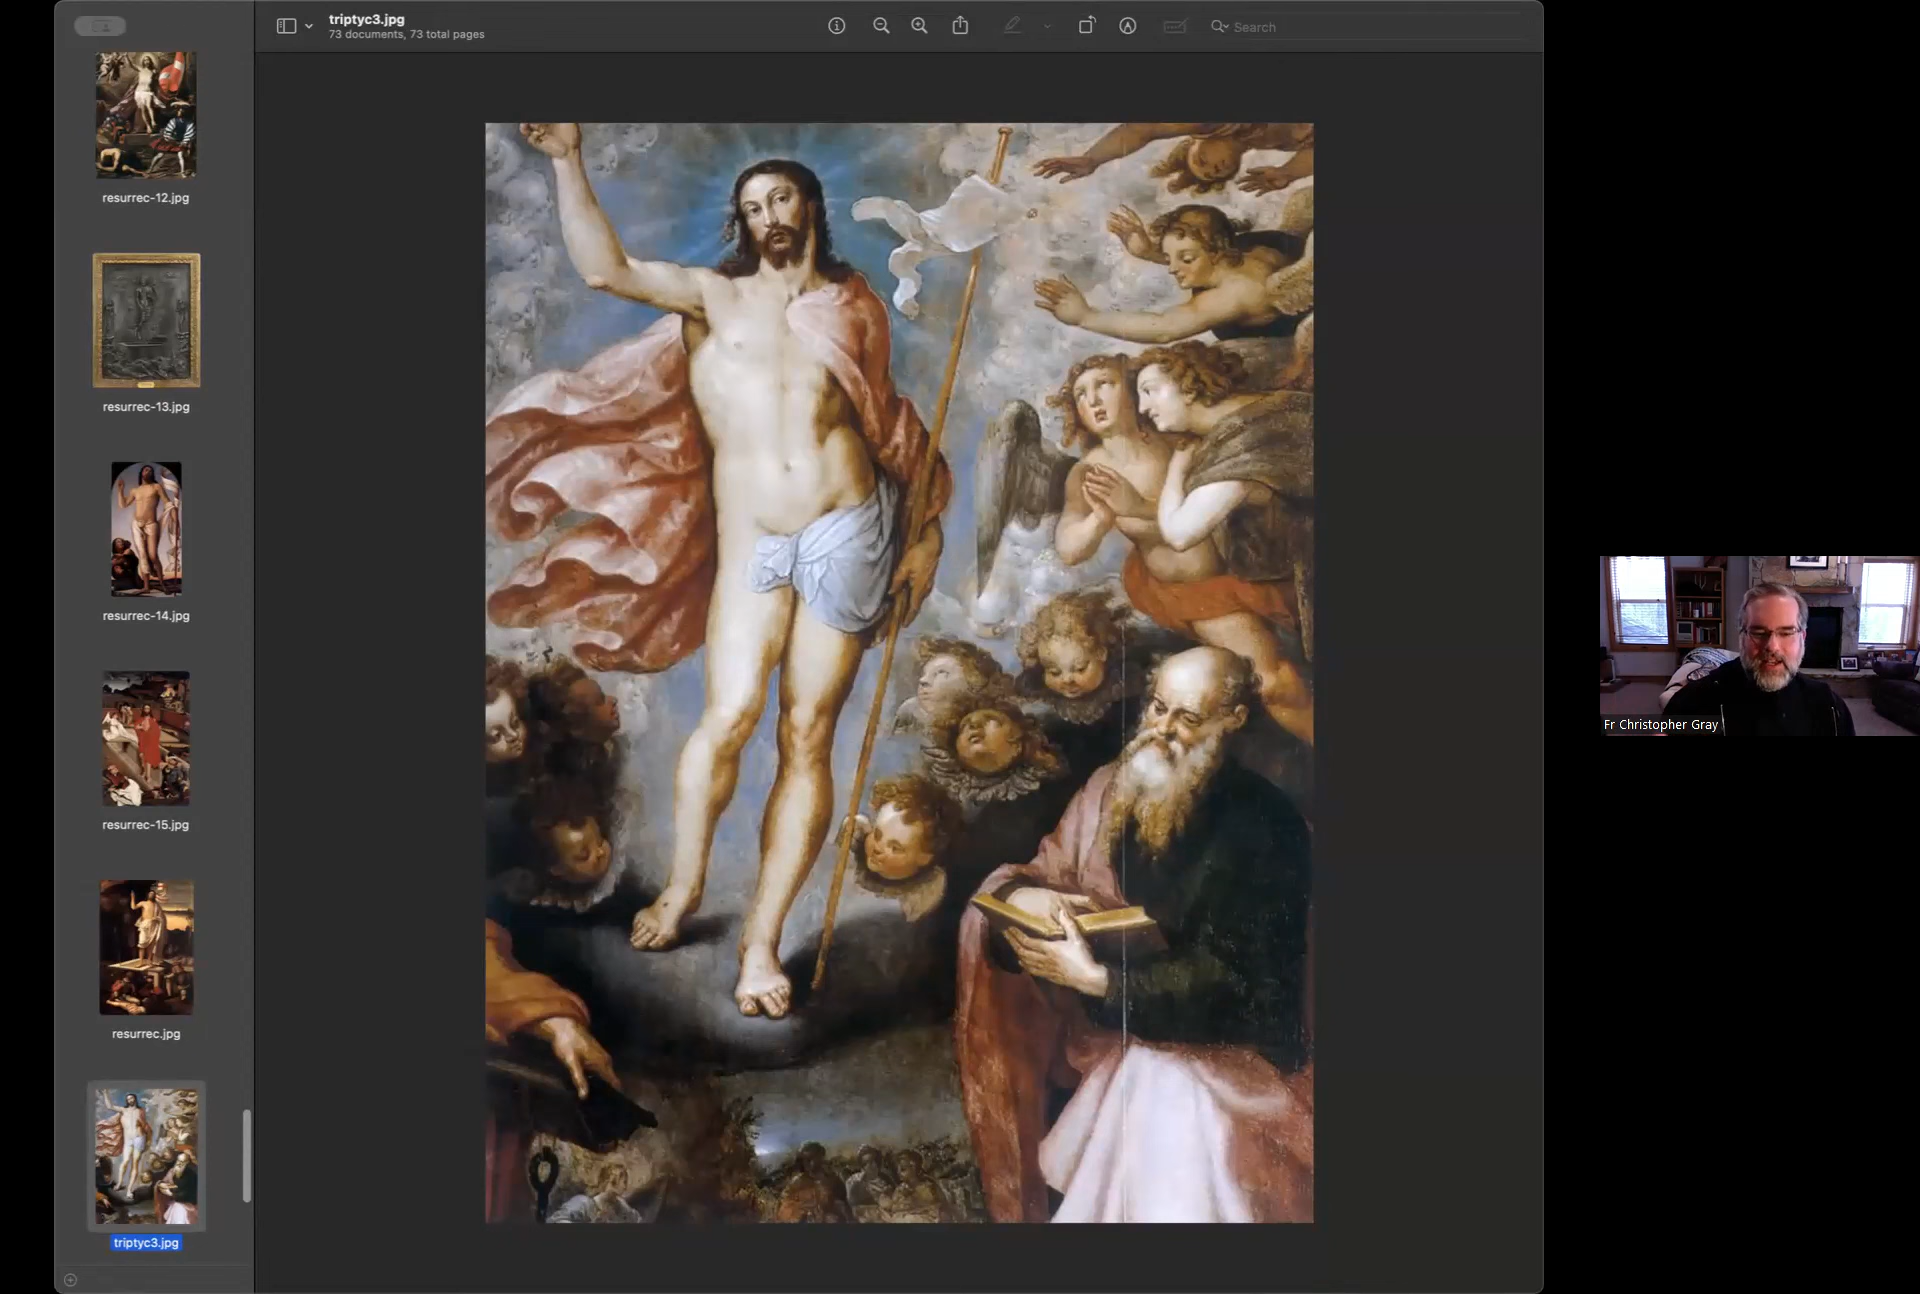 triptyc3.jpg
73 documents, 73 total pages
Search
resurrec-12.jpg
resurrec-13.jpg
resurrec-14.jpg
resurrec-15.jpg
resurrec.jpg
triptyc3.jpg
Fr Christopher Gray